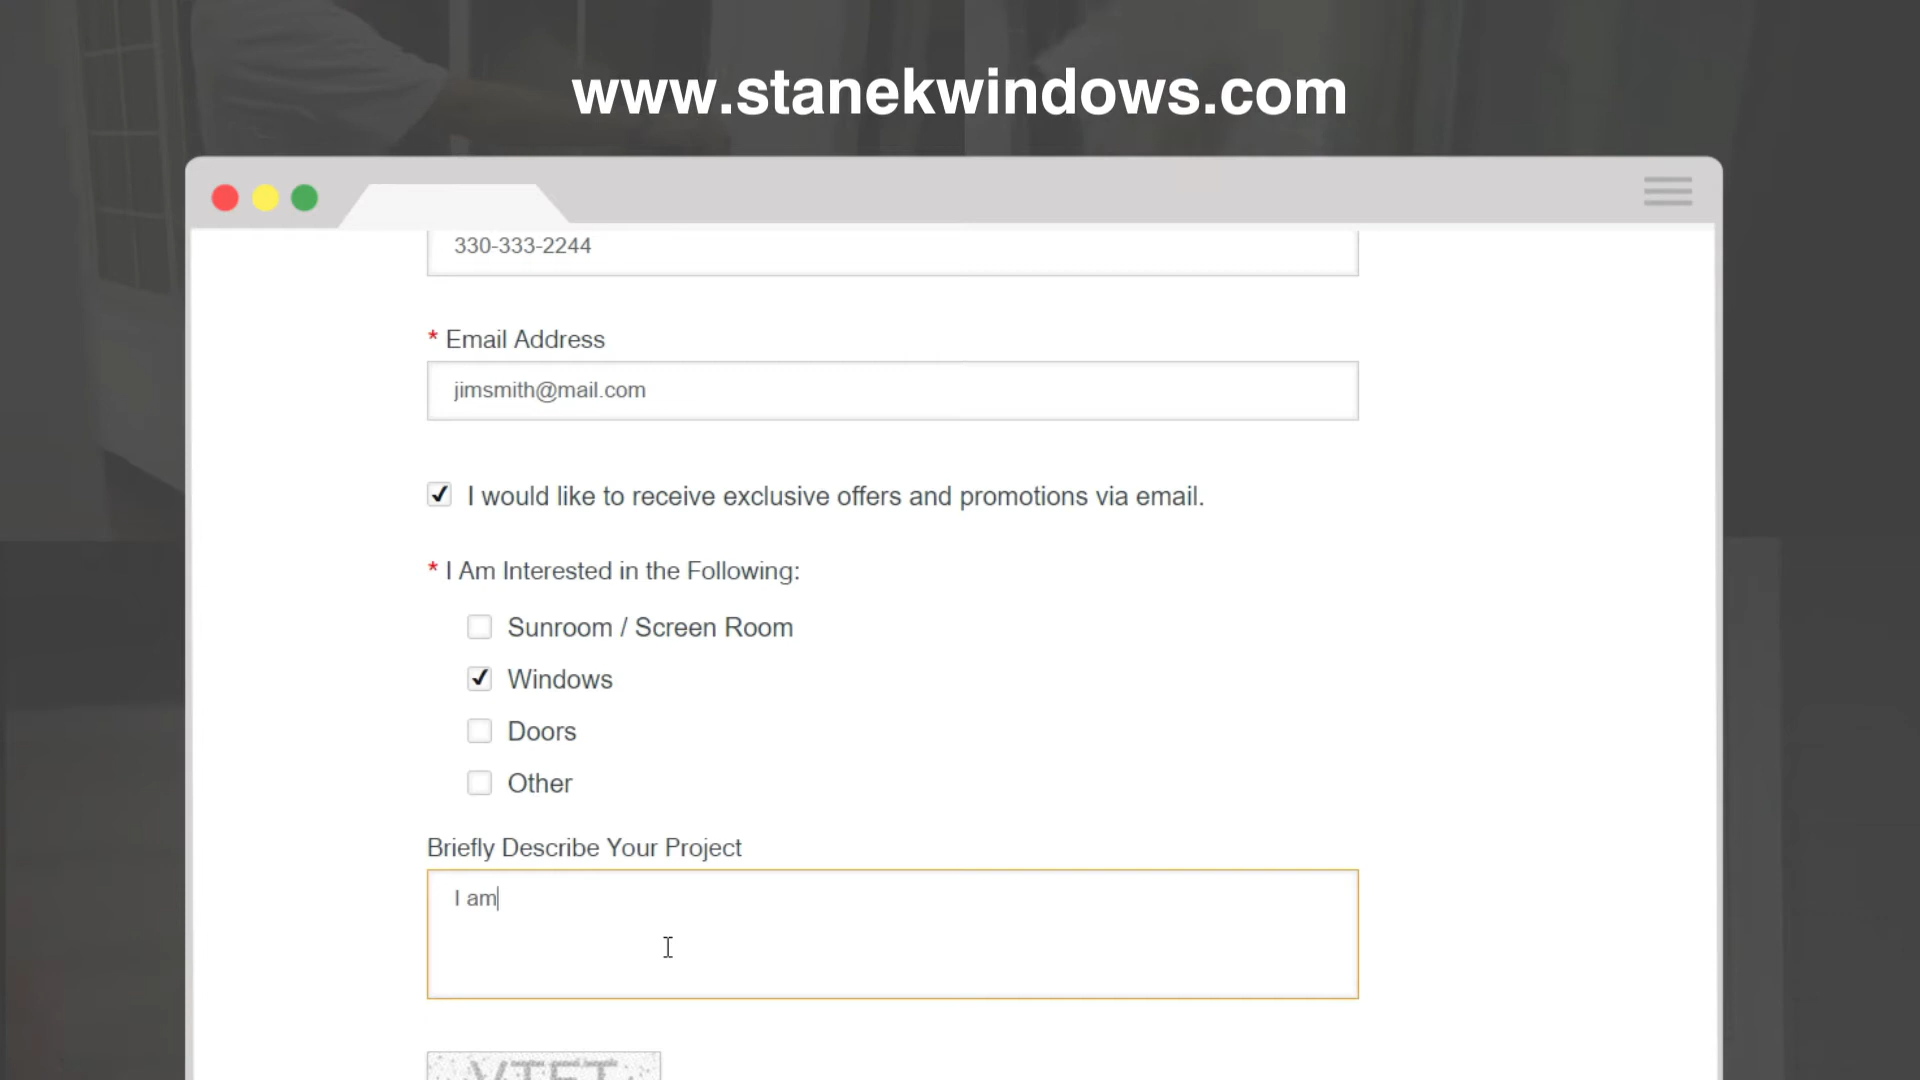 www.stanekwindows.com
330-333-2244
* Email Address
jimsmith@mail.com
I would like to receive exclusive offers and promotions via email.
* I Am Interested in the Following:
Sunroom / Screen Room
Windows
Doors
Other
Briefly Describe Your Project
I am